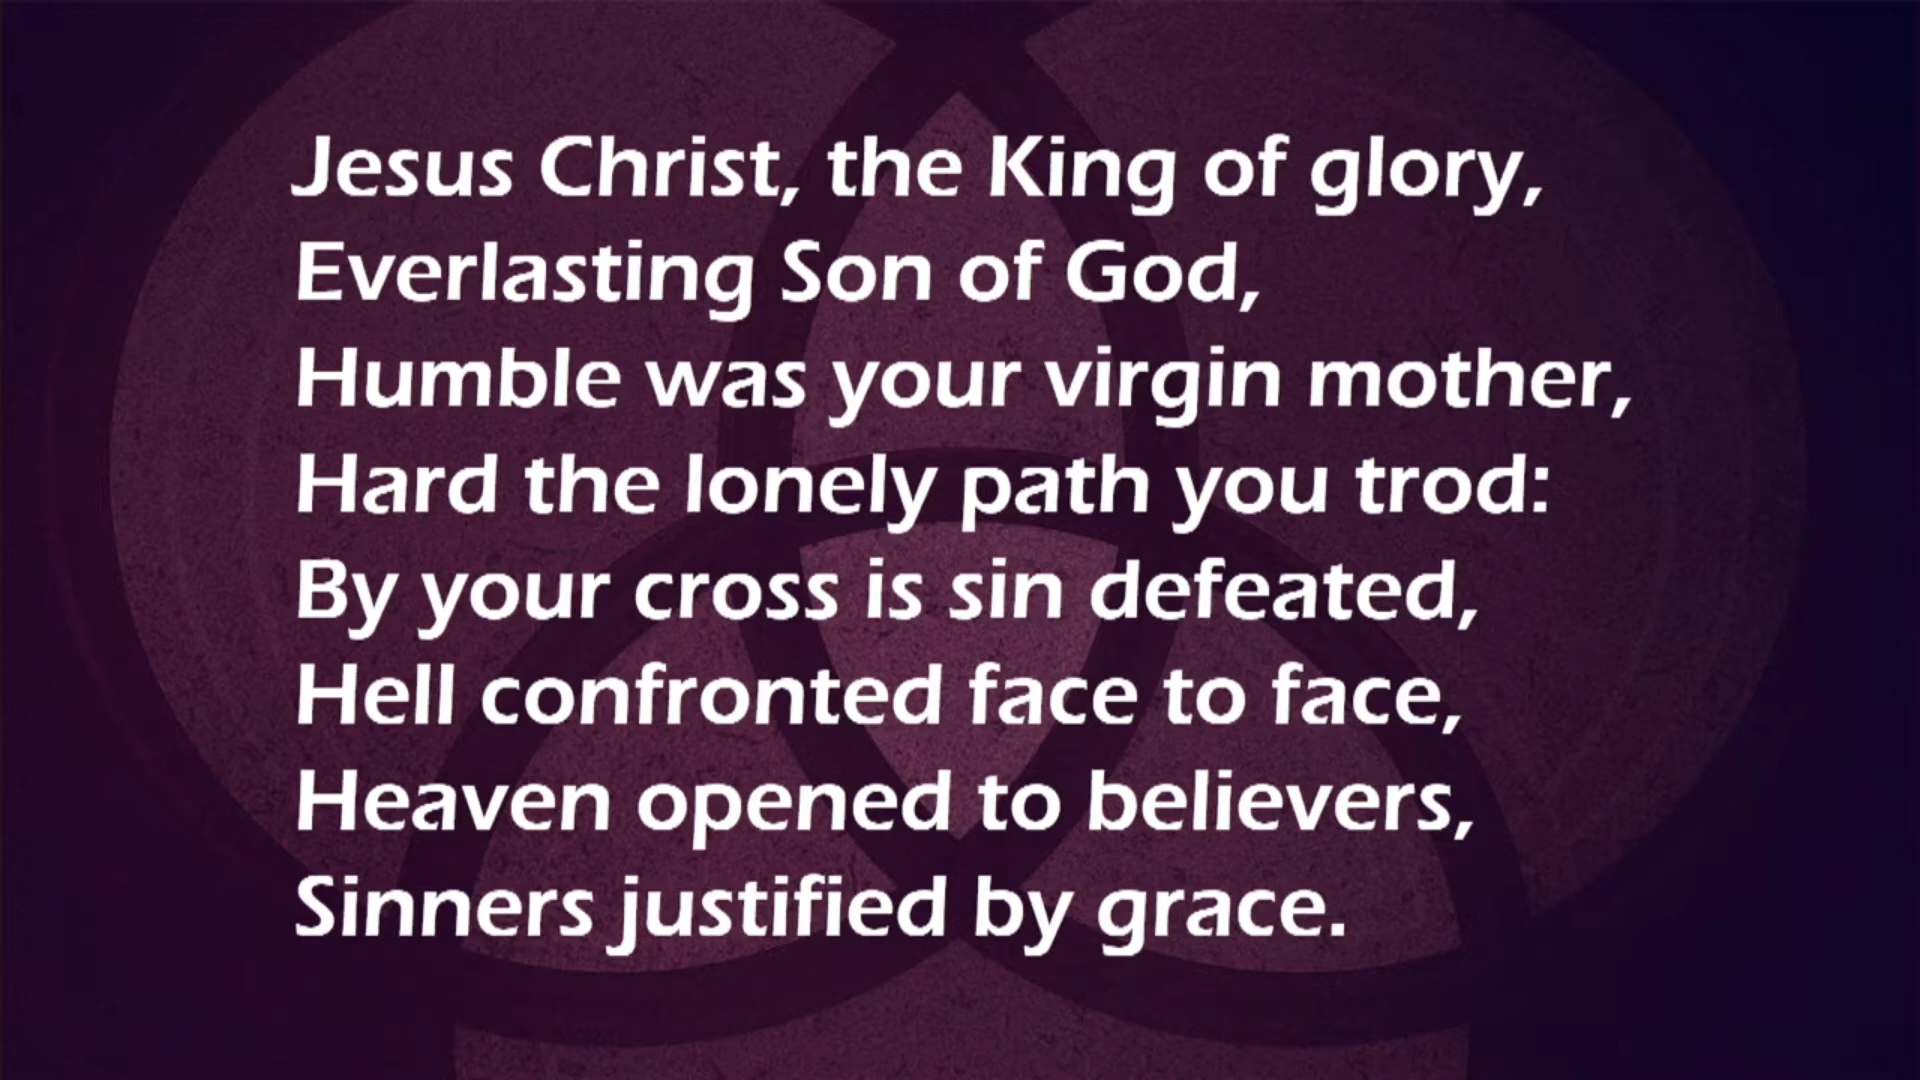 Jesus Christ, the King of glory,
Everlasting Son of God,
Humble was your virgin mother,
Hard the lonely path you trod:
By your cross is sin defeated,
Hell confronted face to face,
Heaven opened to believers,
Sinners justified by grace.